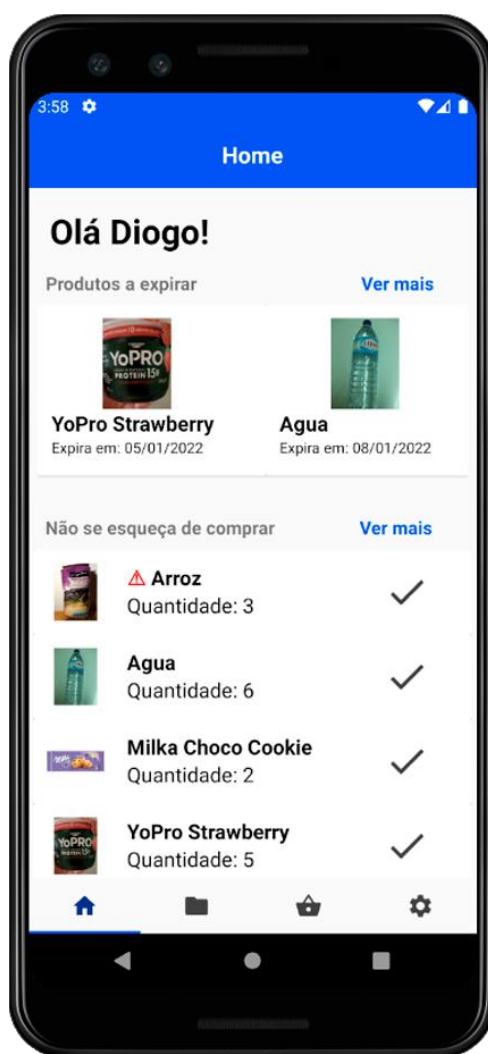 3:58
Home
Olá Diogo!
Produtos a expirar Ver mais
YoPRO
PROTEIN 15g
YoPro Strawberry
Expira em: 05/01/2022
Agua
Expira em: 08/01/2022
Não se esqueça de comprar Ver mais
Arroz
Quantidade: 3
Agua
Quantidade: 6
Milka Choco Cookie
Quantidade: 2
YoPRO
YoPro Strawberry
Quantidade: 5